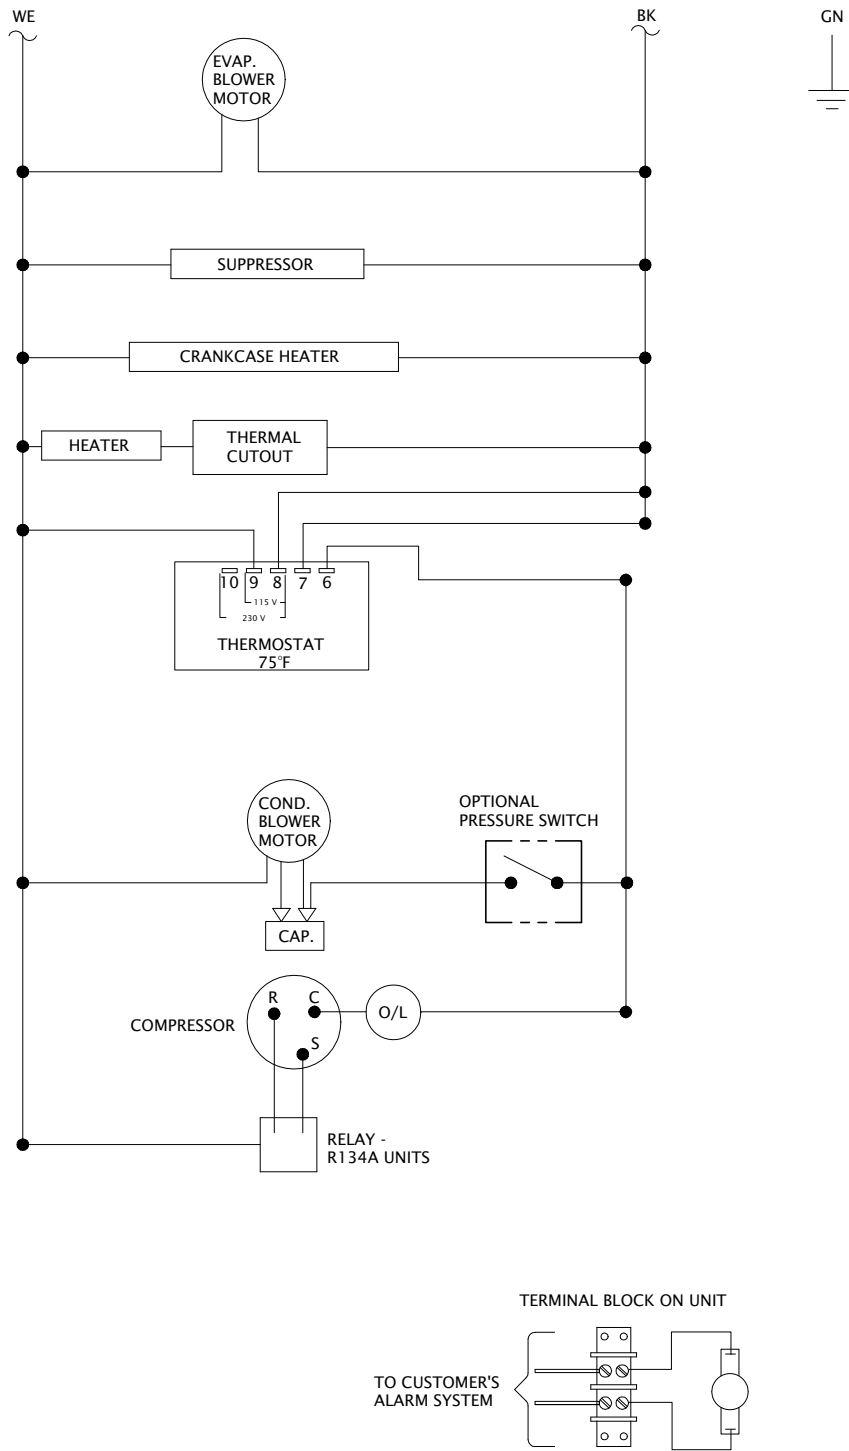 WE
BK
GN
EVAP.
BLOWER
MOTOR
SUPPRESSOR
CRANKCASE HEATER
HEATER
THERMAL
CUTOUT
10 9 8 7 6
115 V
230 V
THERMOSTAT
75°F
COND.
BLOWER
MOTOR
OPTIONAL
PRESSURE SWITCH
CAP.
R C
S
O/L
COMPRESSOR
RELAY -
R134A UNITS
TERMINAL BLOCK ON UNIT
TO CUSTOMER'S
ALARM SYSTEM